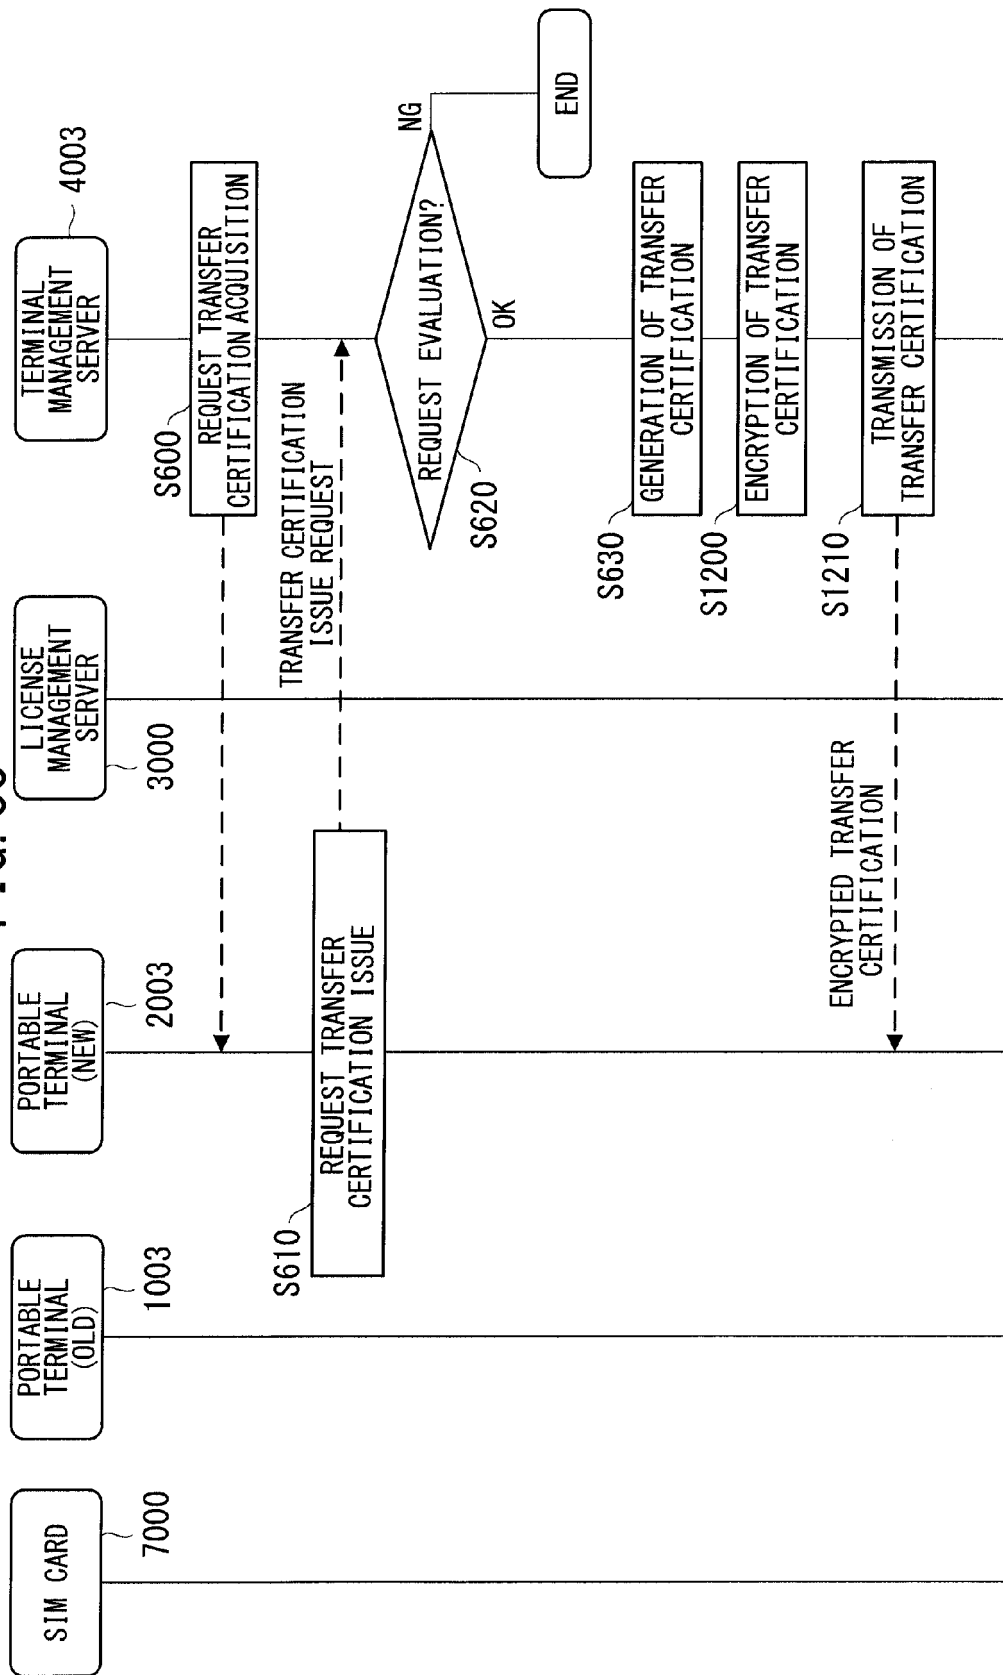 SIM CARD
7000
PORTABLE
TERMINAL
(OLD)
1003
PORTABLE
TERMINAL
(NEW)
2003
LICENSE
MANAGEMENT
SERVER
3000
TERMINAL
MANAGEMENT
SERVER
4003
S600
REQUEST TRANSFER
CERTIFICATION ACQUISITION
S610
REQUEST TRANSFER
CERTIFICATION ISSUE
TRANSFER CERTIFICATION
ISSUE REQUEST
REQUEST EVALUATION?
S620
NG
END
OK
S630
GENERATION OF TRANSFER
CERTIFICATION
S1200
ENCRYPTION OF TRANSFER
CERTIFICATION
S1210
TRANSMISSION OF
TRANSFER CERTIFICATION
ENCRYPTED TRANSFER
CERTIFICATION